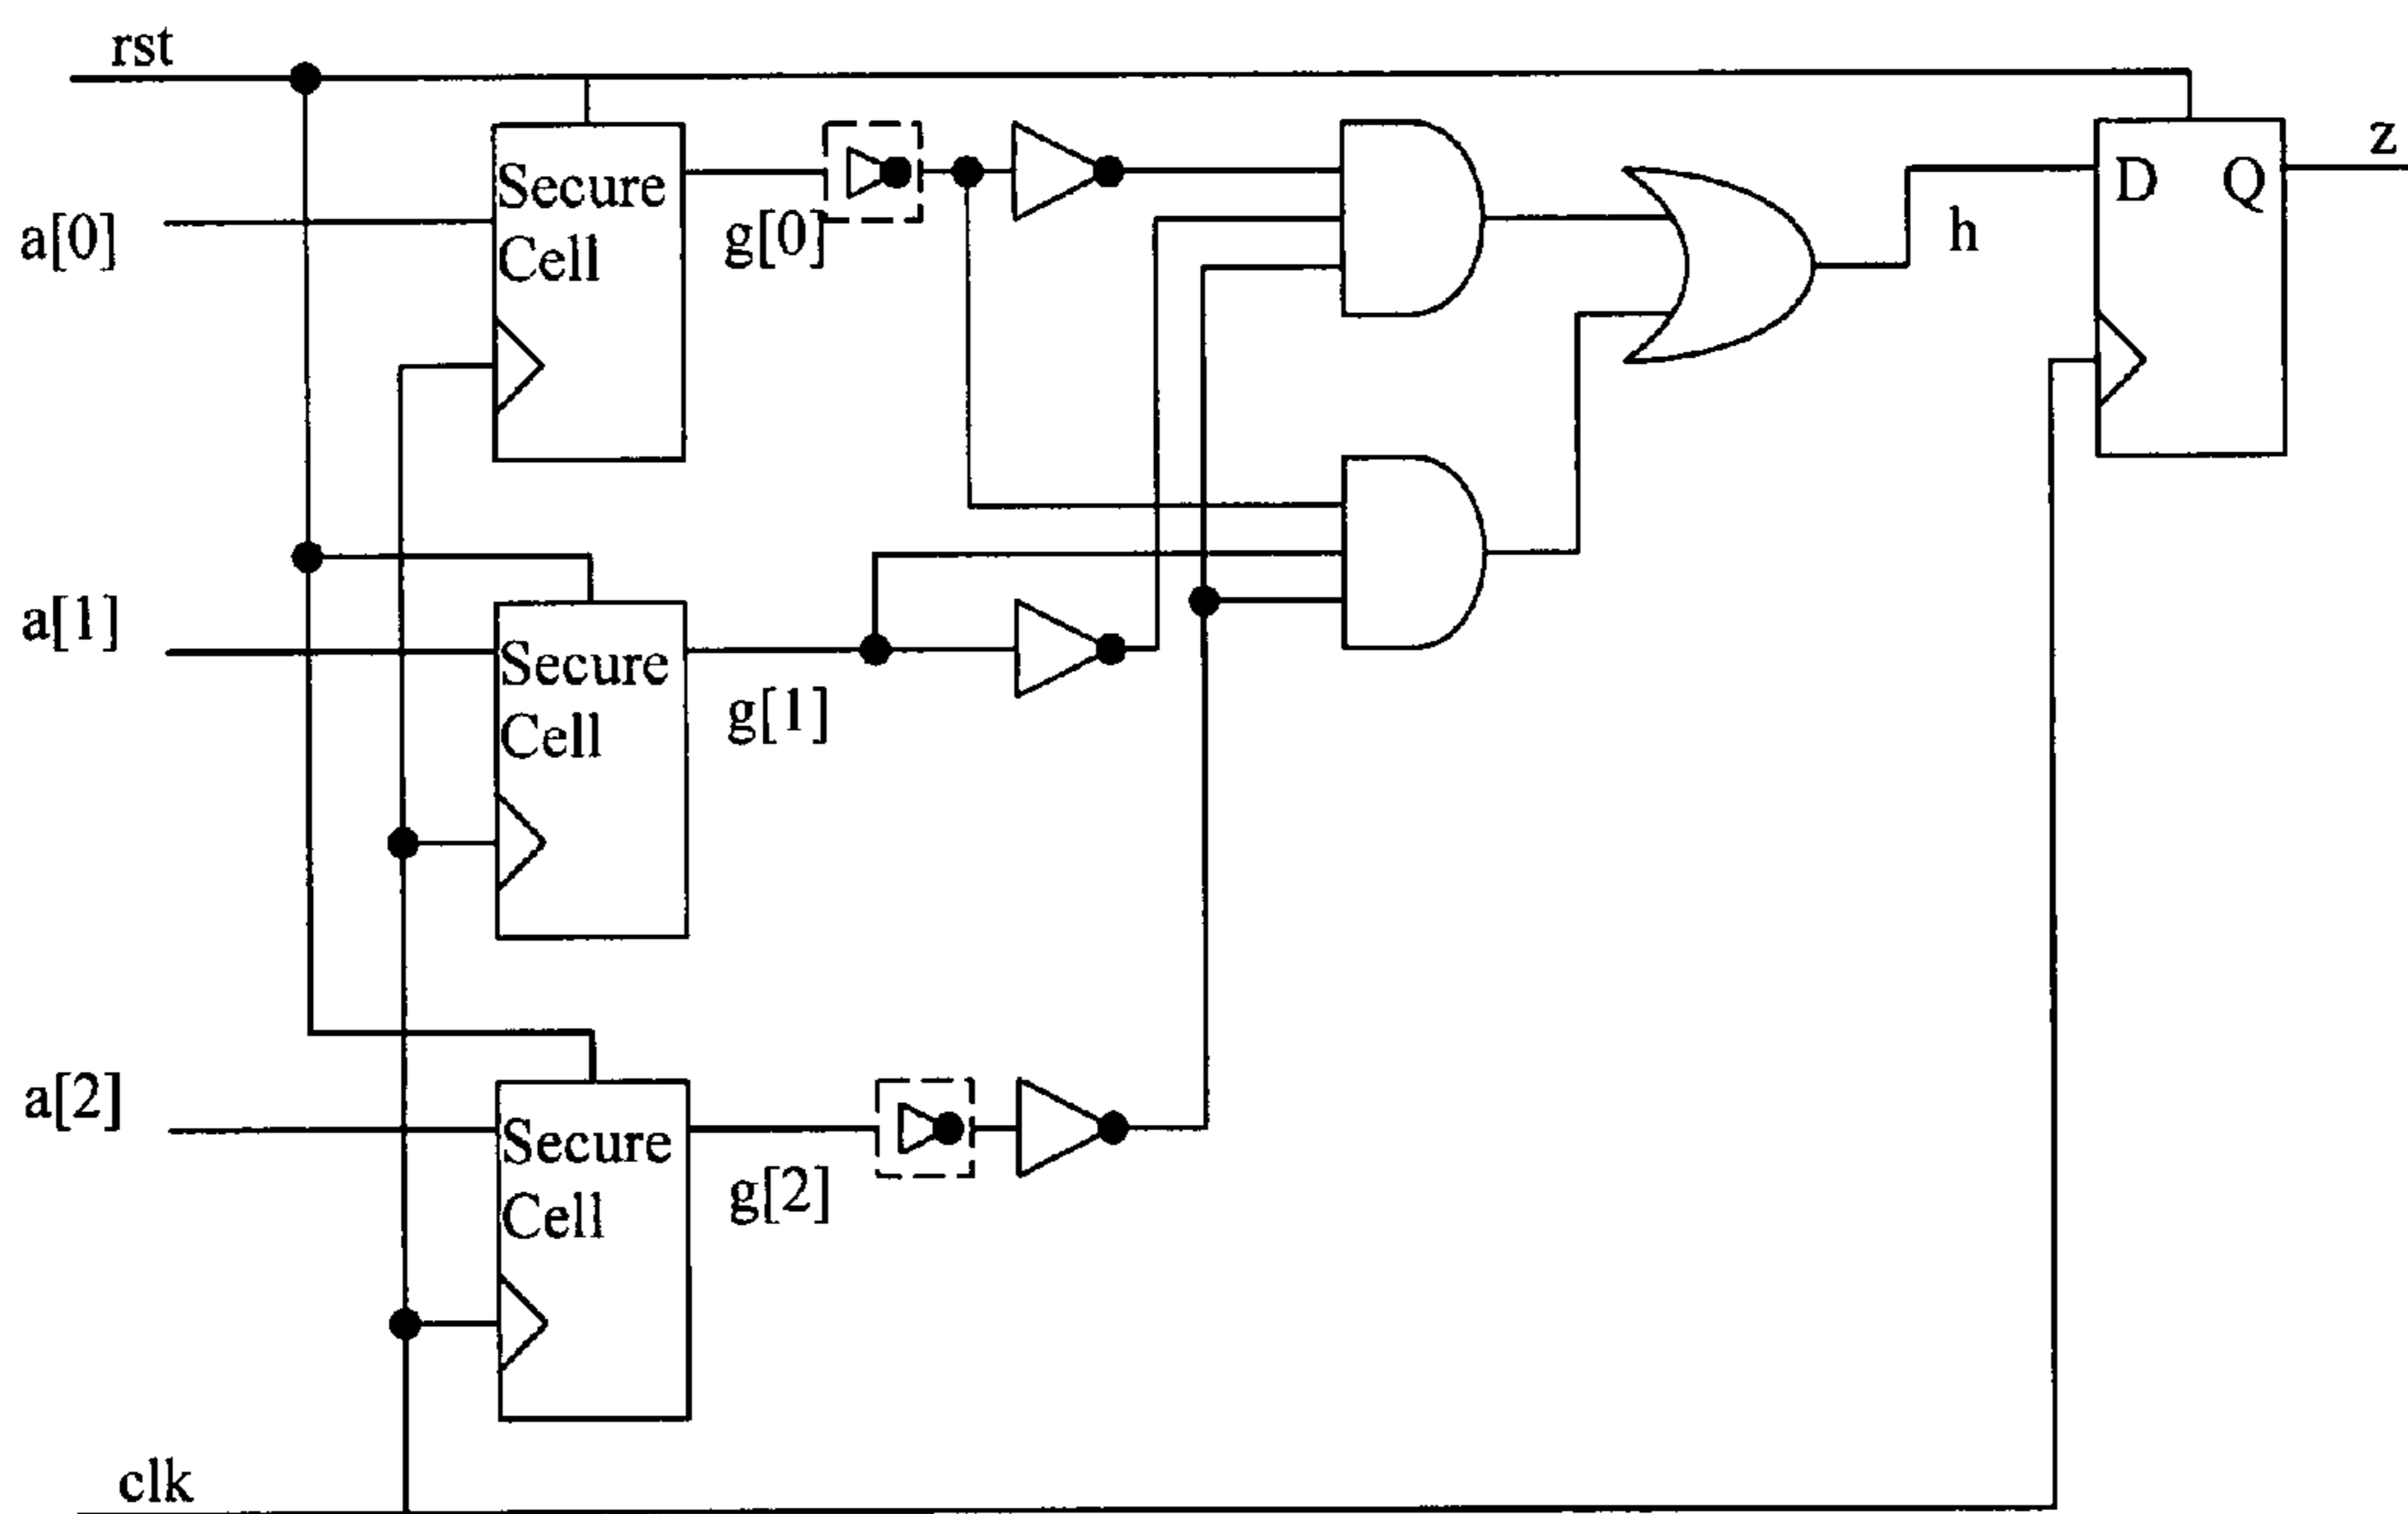 rst
a[0]
Secure
Cell
g[0]
h
D Q
z
a[1]
Secure
Cell
g[1]
a[2]
Secure
Cell
g[2]
clk